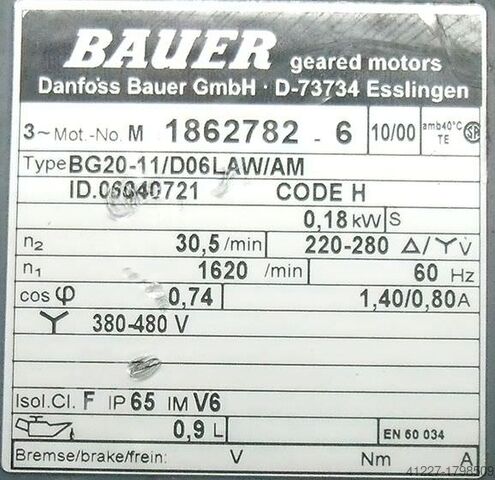 BAUER geared motors
Danfoss Bauer GmbH · D-73734 Esslingen
3~ Mot.-No. M 1862782 - 6 10/00 amb40°C TE
Type BG20-11/D06LAW/AM
ID.06040721 CODE H
0,18 kW S
n2 30,5 /min 220-280 Δ/Y V
n1 1620 /min 60 Hz
cos φ 0,74 1,40/0,80 A
Y 380-480 V
Isol.Cl. F IP 65 IM V6
0,9 L EN 60 034
Bremse/brake/frein: V Nm A
41227-1798509